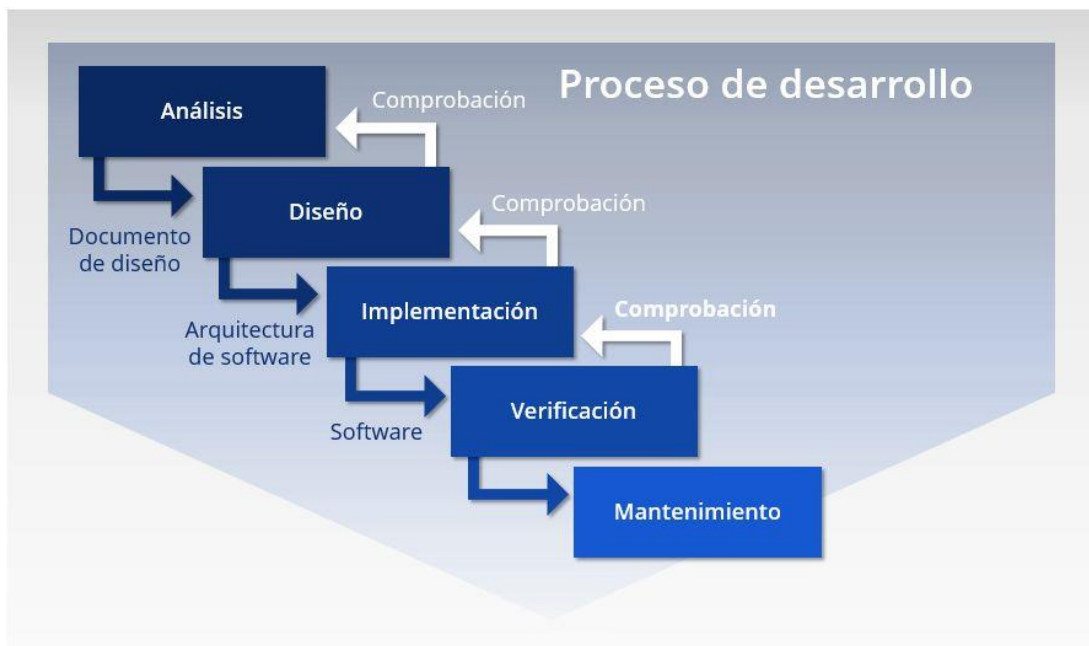 Proceso de desarrollo
Análisis
Comprobación
Documento
de diseño
Diseño
Comprobación
Arquitectura
de software
Implementación
Comprobación
Software
Verificación
Mantenimiento